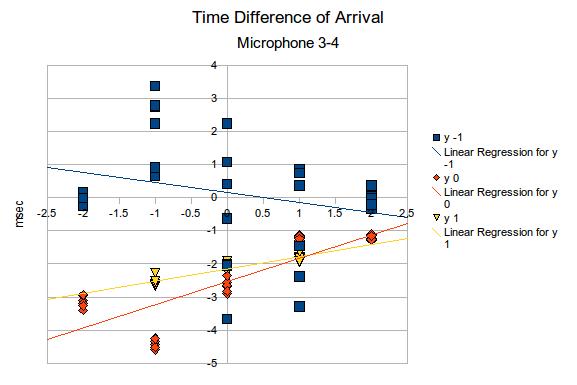 Time Difference of Arrival
Microphone 3-4
4
3
2
1
0
-2.5 -2 -1.5 -1 -0.5 0 0.5 1 1.5 2 2.5
-1
-2
-3
-4
-5
msec
y -1
Linear Regression for y
-1
y 0
Linear Regression for y
0
y 1
Linear Regression for y
1